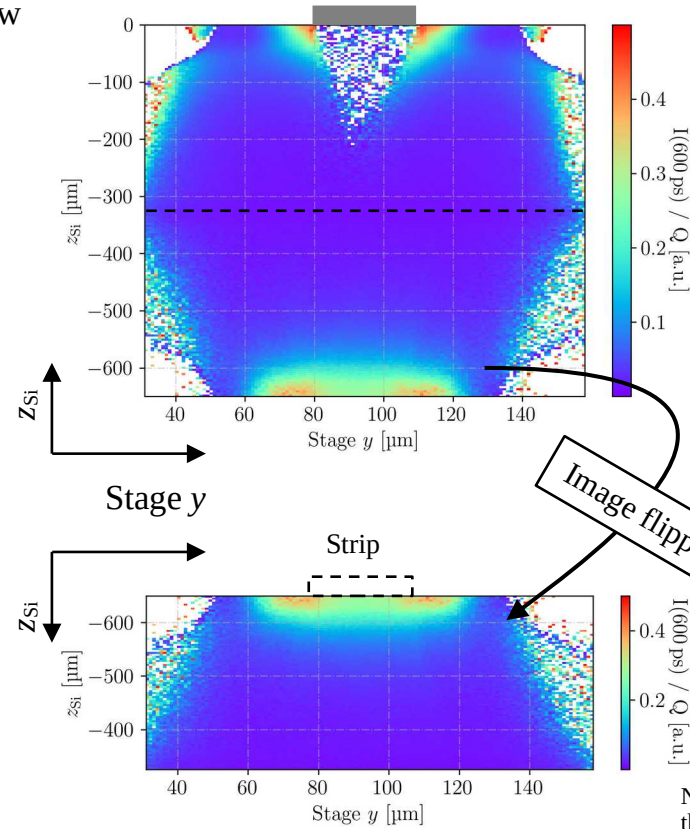 w
0
−100
−200
−300
−400
−500
−600
z_Si [µm]
40 60 80 100 120 140
Stage y [µm]
0.4
0.3
0.2
0.1
I(600 ps) / Q [a.u.]
z_Si
Stage y
Image flipp
Strip
z_Si
−600
−500
−400
z_Si [µm]
40 60 80 100 120 140
Stage y [µm]
0.4
0.2
I(600 ps) / Q [a.u.]
N
th